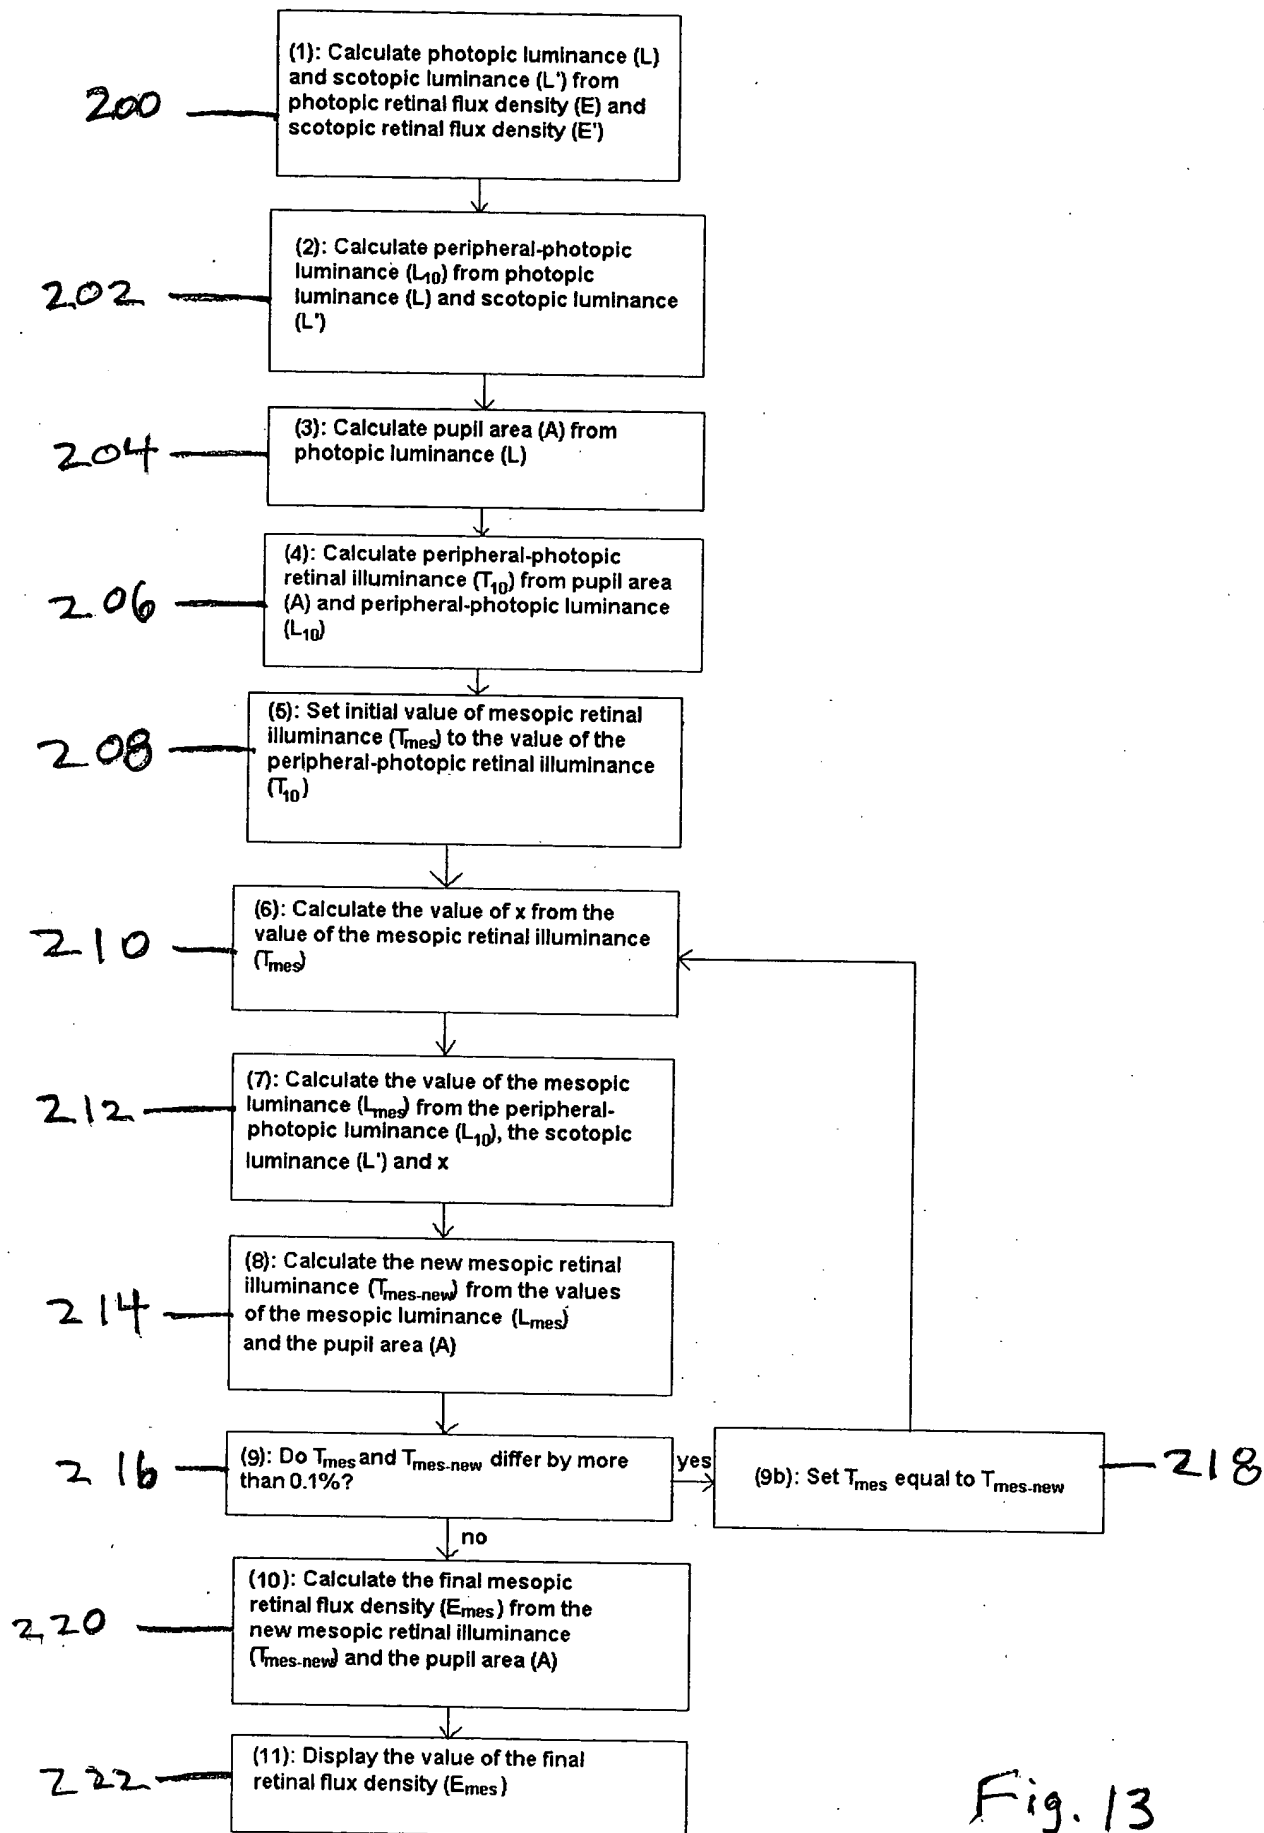 200
(1): Calculate photopic luminance (L)
and scotopic luminance (L') from
photopic retinal flux density (E) and
scotopic retinal flux density (E')
202
(2): Calculate peripheral-photopic
luminance (L10) from photopic
luminance (L) and scotopic luminance
(L')
204
(3): Calculate pupil area (A) from
photopic luminance (L)
206
(4): Calculate peripheral-photopic
retinal illuminance (T10) from pupil area
(A) and peripheral-photopic luminance
(L10)
208
(5): Set initial value of mesopic retinal
illuminance (Tmes) to the value of the
peripheral-photopic retinal illuminance
(T10)
210
(6): Calculate the value of x from the
value of the mesopic retinal illuminance
(Tmes)
212
(7): Calculate the value of the mesopic
luminance (Lmes) from the peripheral-
photopic luminance (L10), the scotopic
luminance (L') and x
214
(8): Calculate the new mesopic retinal
illuminance (Tmes-new) from the values
of the mesopic luminance (Lmes)
and the pupil area (A)
216
(9): Do Tmes and Tmes-new differ by more
than 0.1%?
yes
(9b): Set Tmes equal to Tmes-new
218
no
220
(10): Calculate the final mesopic
retinal flux density (Emes) from the
new mesopic retinal illuminance
(Tmes-new) and the pupil area (A)
222
(11): Display the value of the final
retinal flux density (Emes)
Fig. 13